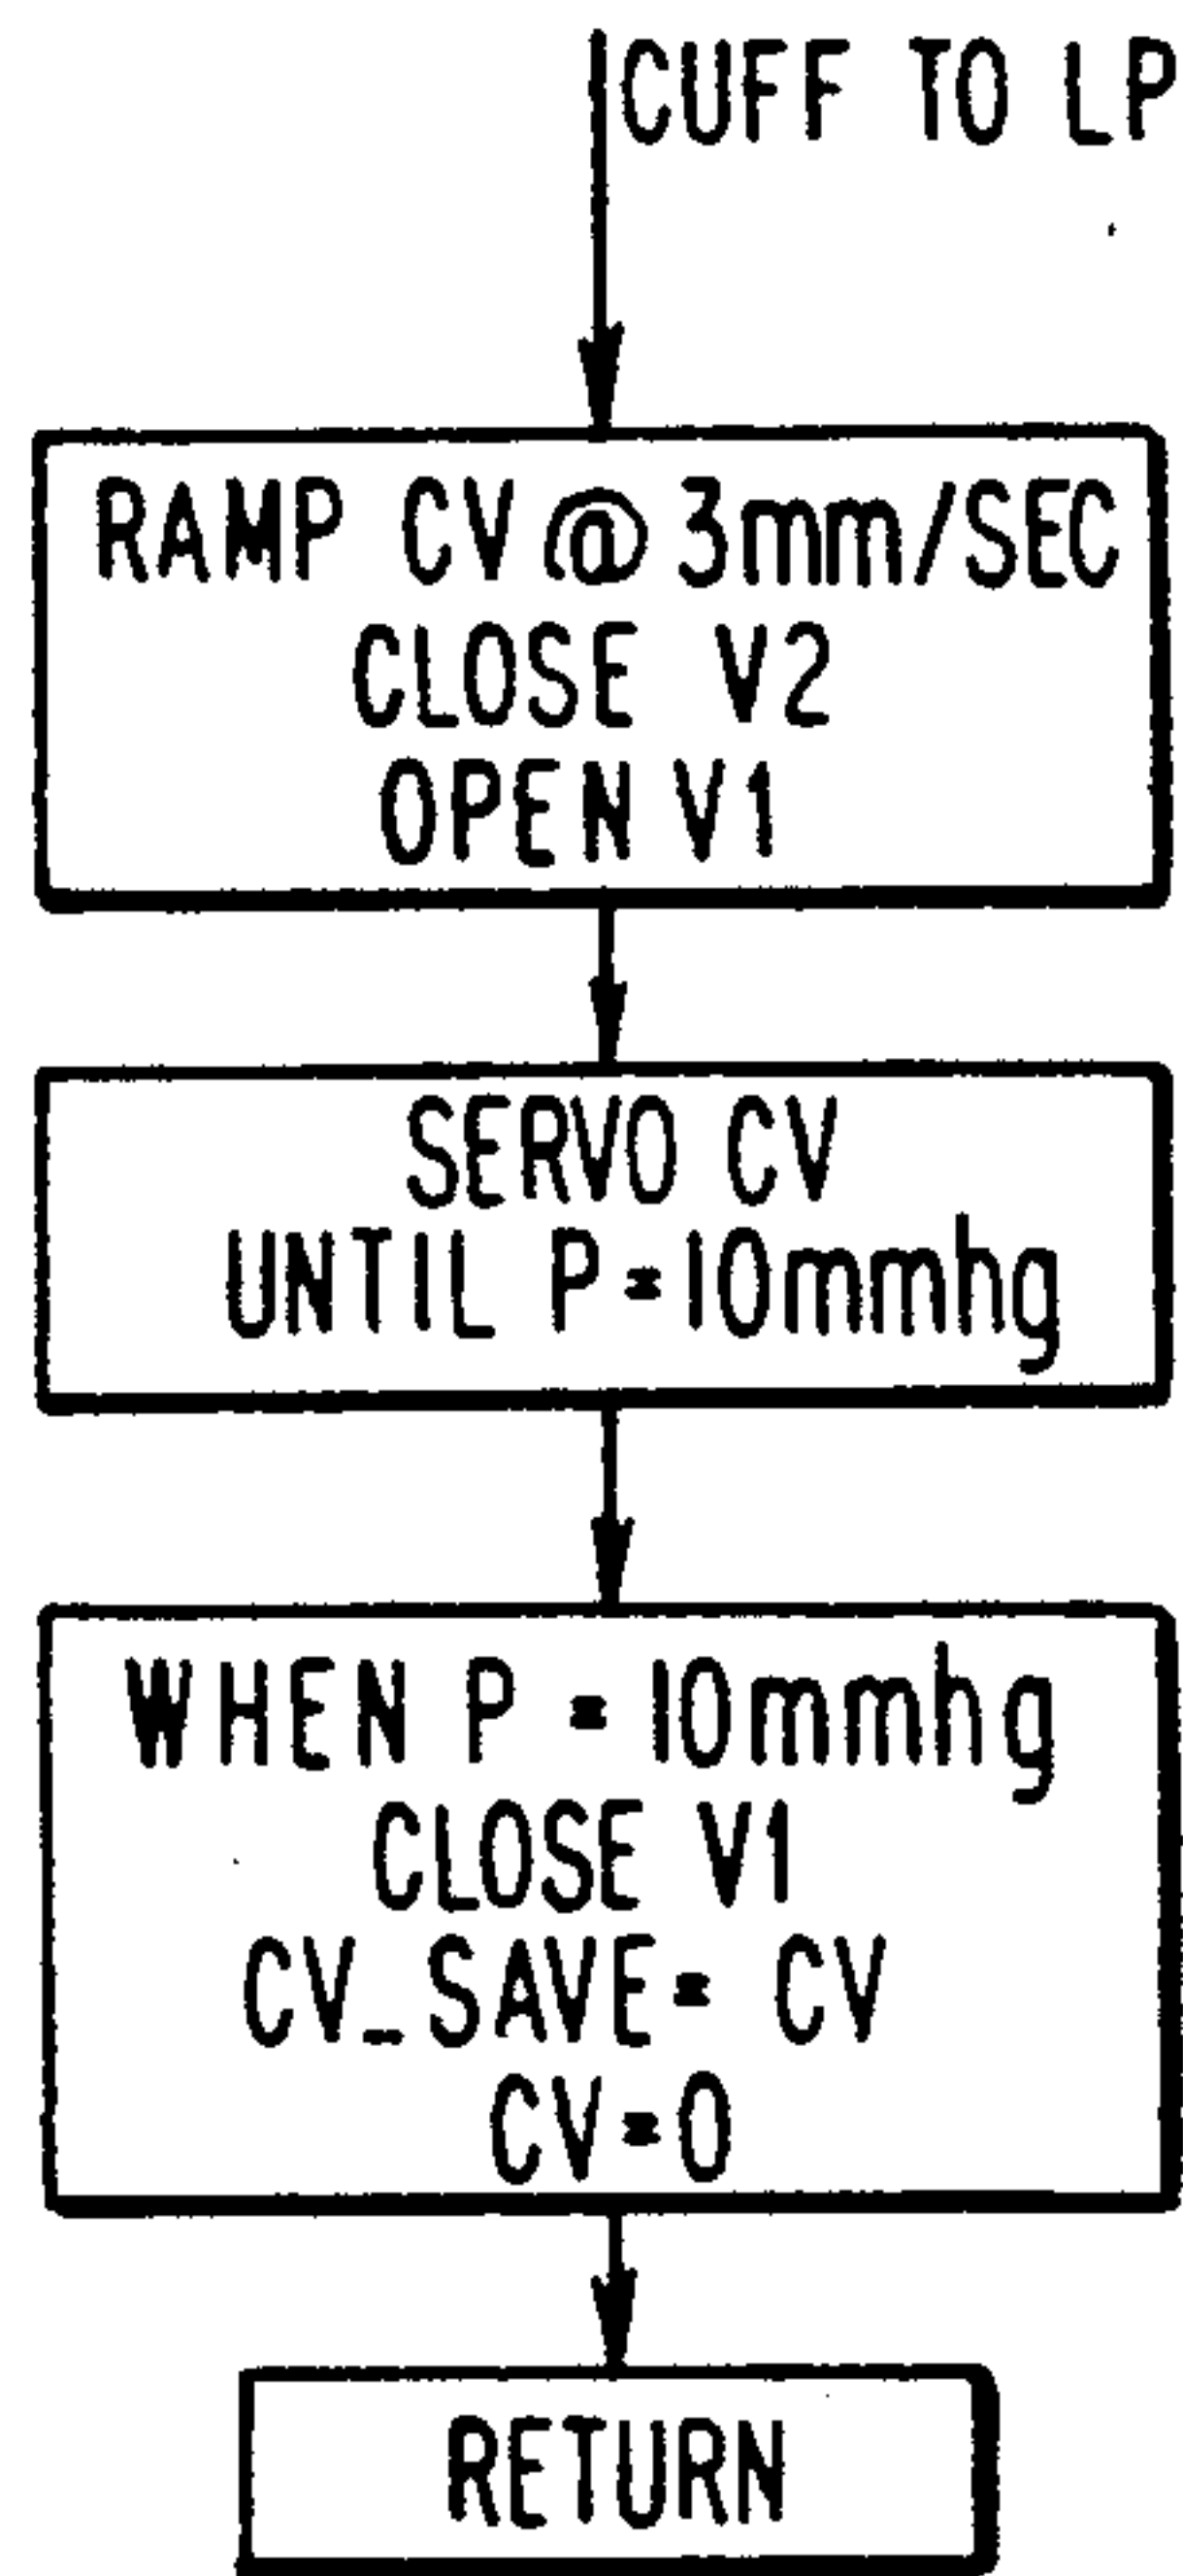 CUFF TO LP
RAMP CV @ 3mm/SEC
CLOSE V2
OPEN V1
SERVO CV
UNTIL P=10mmhg
WHEN P = 10mmhg
CLOSE V1
CV_SAVE= CV
CV=0
RETURN